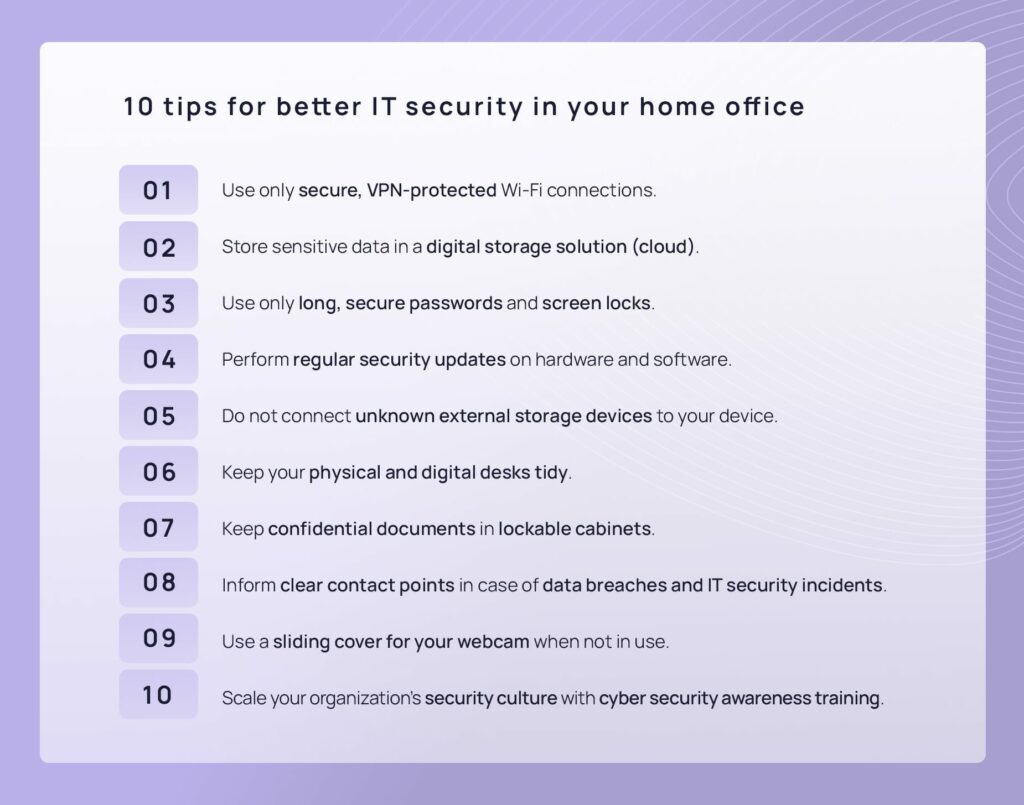 10 tips for better IT security in your home office
01 Use only secure, VPN-protected Wi-Fi connections.
02 Store sensitive data in a digital storage solution (cloud).
03 Use only long, secure passwords and screen locks.
04 Perform regular security updates on hardware and software.
05 Do not connect unknown external storage devices to your device.
06 Keep your physical and digital desks tidy.
07 Keep confidential documents in lockable cabinets.
08 Inform clear contact points in case of data breaches and IT security incidents.
09 Use a sliding cover for your webcam when not in use.
10 Scale your organization's security culture with cyber security awareness training.